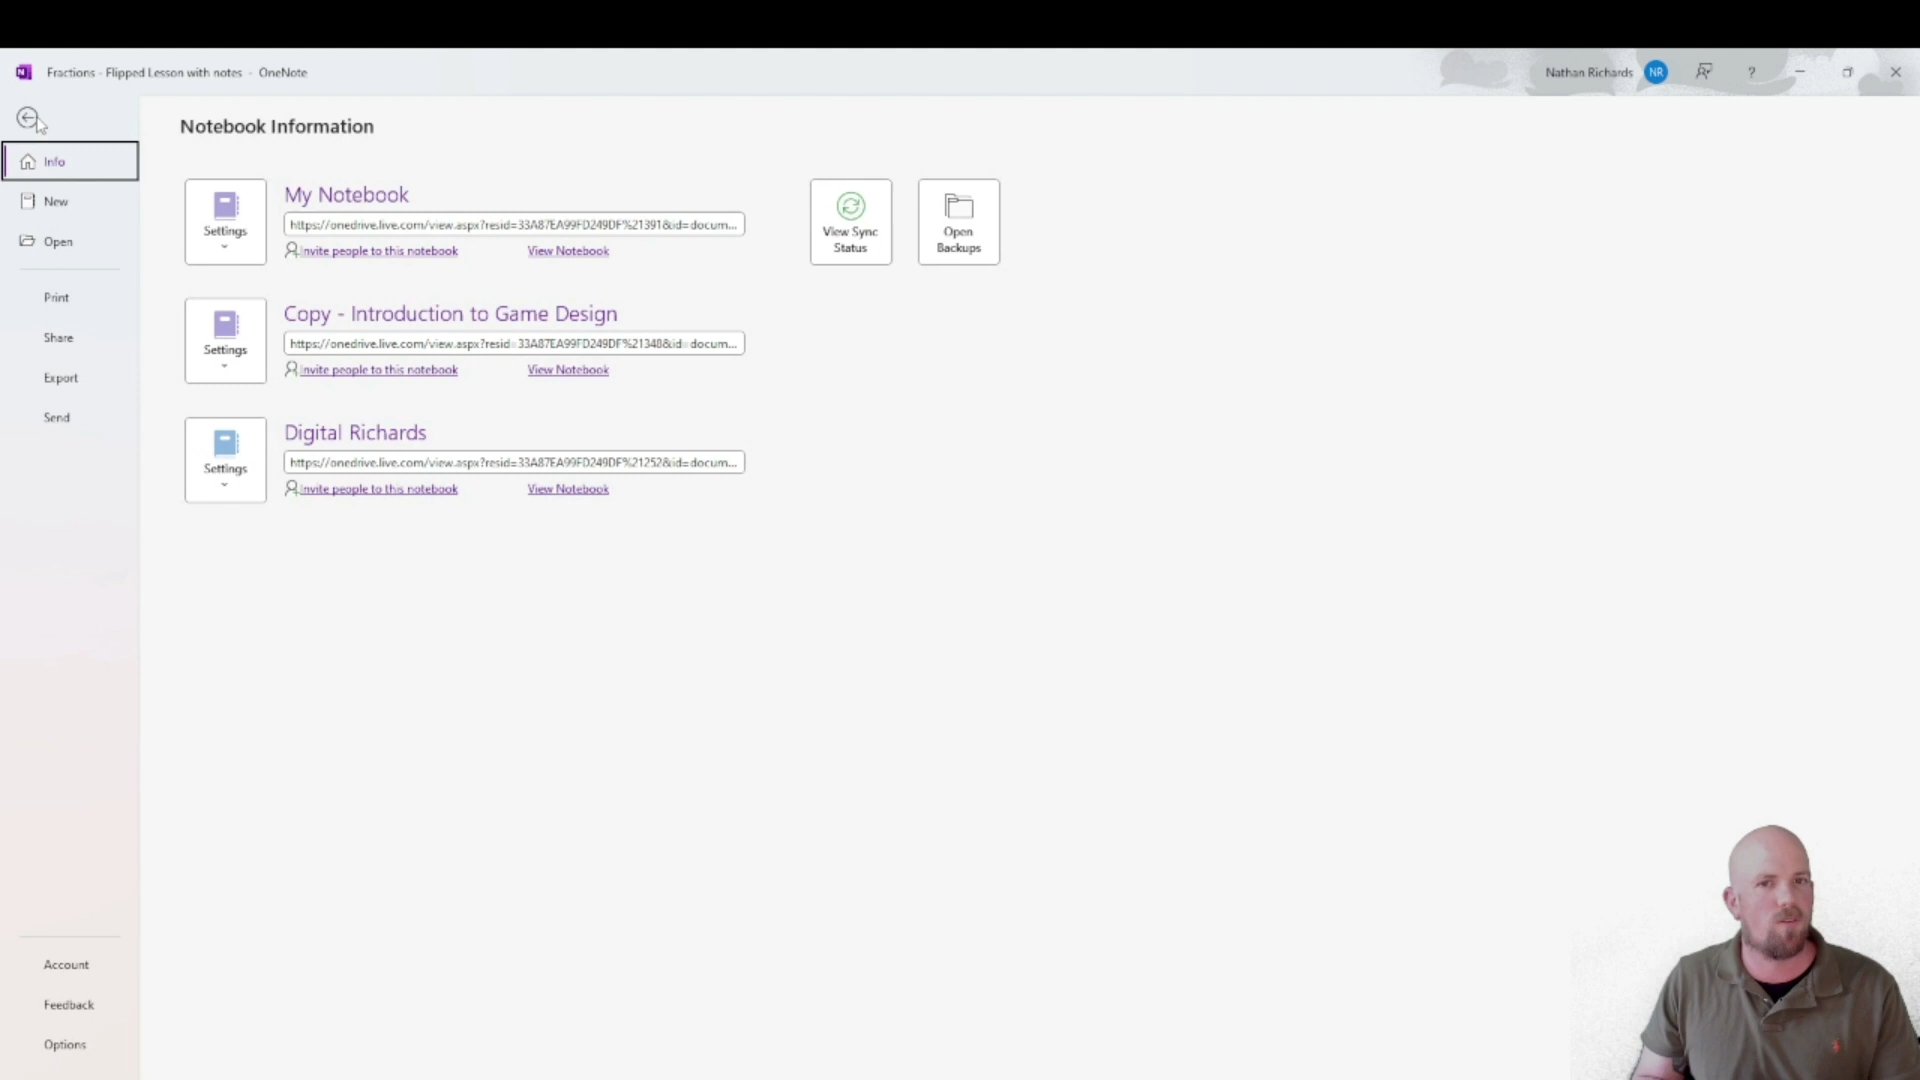 Fractions - Flipped Lesson with notes - OneNote
Nathan Richards NR ?
Notebook Information
Info
New
Open
Print
Share
Export
Send
Account
Feedback
Options
Settings
My Notebook
https://onedrive.live.com/view.aspx?resid=33A87EA99FD249DF%21391&id=docum...
Invite people to this notebook View Notebook
View Sync
Status
Open
Backups
Settings
Copy - Introduction to Game Design
https://onedrive.live.com/view.aspx?resid=33A87EA99FD249DF%21348&id=docum...
Invite people to this notebook View Notebook
Settings
Digital Richards
https://onedrive.live.com/view.aspx?resid=33A87EA99FD249DF%21252&id=docum...
Invite people to this notebook View Notebook